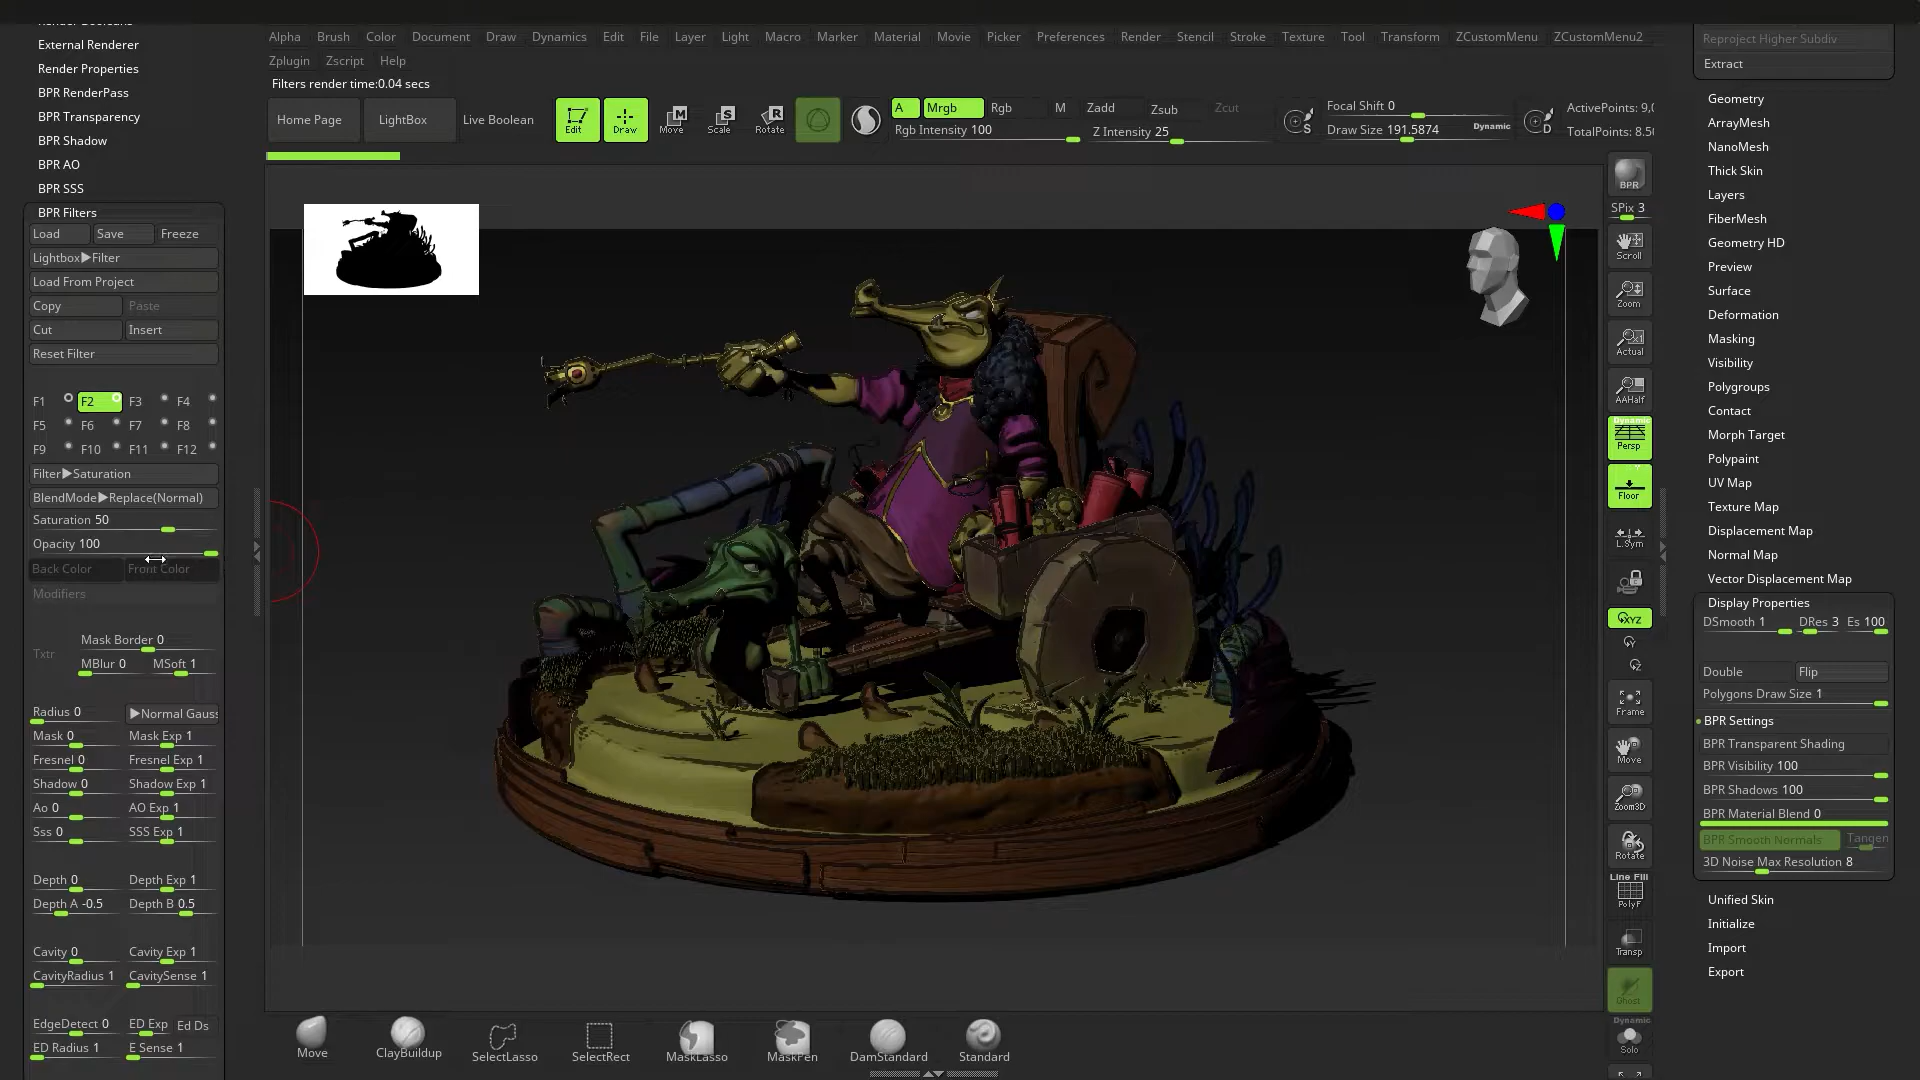 External Renderer
Render Properties
BPR RenderPass
BPR Transparency
BPR Shadow
BPR AO
BPR SSS
BPR Filters
Load Save Freeze
Lightbox▶Filter
Load From Project
Copy Paste
Cut Insert
Reset Filter
F1 F2 F3 F4
F5 F6 F7 F8
F9 F10 F11 F12
Filter▶Saturation
BlendMode▶Replace(Normal)
Saturation 50
Opacity 100
Back Color Front Color
Modifiers
Mask Border 0
Txtr
MBlur 0 MSoft 1
Radius 0 ▶Normal Gaus
Mask 0 Mask Exp 1
Fresnel 0 Fresnel Exp 1
Shadow 0 Shadow Exp 1
Ao 0 AO Exp 1
Sss 0 SSS Exp 1
Depth 0 Depth Exp 1
Depth A -0.5 Depth B 0.5
Cavity 0 Cavity Exp 1
CavityRadius 1 CavitySense 1
EdgeDetect 0 ED Exp Ed Ds
ED Radius 1 E Sense 1
Alpha Brush Color Document Draw Dynamics Edit File Layer Light Macro Marker Material Movie Picker Preferences Render Stencil Stroke Texture Tool Transform ZCustomMenu ZCustomMenu2
Zplugin Zscript Help
Filters render time:0.04 secs
Home Page LightBox Live Boolean Edit Draw Move Scale Rotate
A Mrgb Rgb M Zadd Zsub Zcut
Rgb Intensity 100 Z Intensity 25
S Focal Shift 0
Draw Size 191.5874 Dynamic
D ActivePoints: 9,0
TotalPoints: 8.50
BPR
SPix 3
Scroll
Zoom
Actual
AAHalf
Dynamic
Persp
Floor
L.Sym
XYZ
Y
Z
Frame
Move
Zoom3D
Rotate
Line Fill
PolyF
Transp
Ghost
Dynamic
Solo
Move ClayBuildup SelectLasso SelectRect MaskLasso MaskPen DamStandard Standard
Reproject Higher Subdiv
Extract
Geometry
ArrayMesh
NanoMesh
Thick Skin
Layers
FiberMesh
Geometry HD
Preview
Surface
Deformation
Masking
Visibility
Polygroups
Contact
Morph Target
Polypaint
UV Map
Texture Map
Displacement Map
Normal Map
Vector Displacement Map
Display Properties
DSmooth 1 DRes 3 Es 100
Double Flip
Polygons Draw Size 1
BPR Settings
BPR Transparent Shading
BPR Visibility 100
BPR Shadows 100
BPR Material Blend 0
BPR Smooth Normals Tangen
3D Noise Max Resolution 8
Unified Skin
Initialize
Import
Export